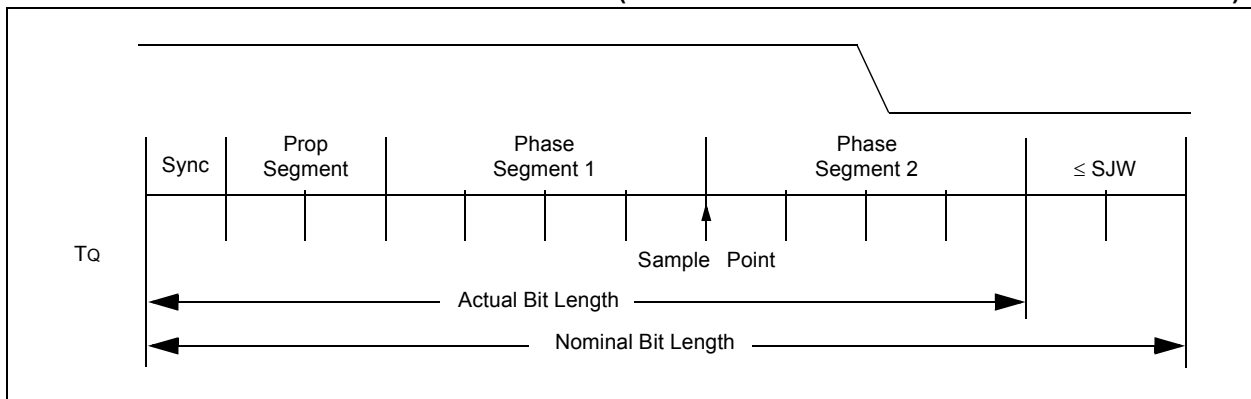 Sync
Prop
Segment
Phase
Segment 1
Phase
Segment 2
≤ SJW
TQ
Sample Point
Actual Bit Length
Nominal Bit Length